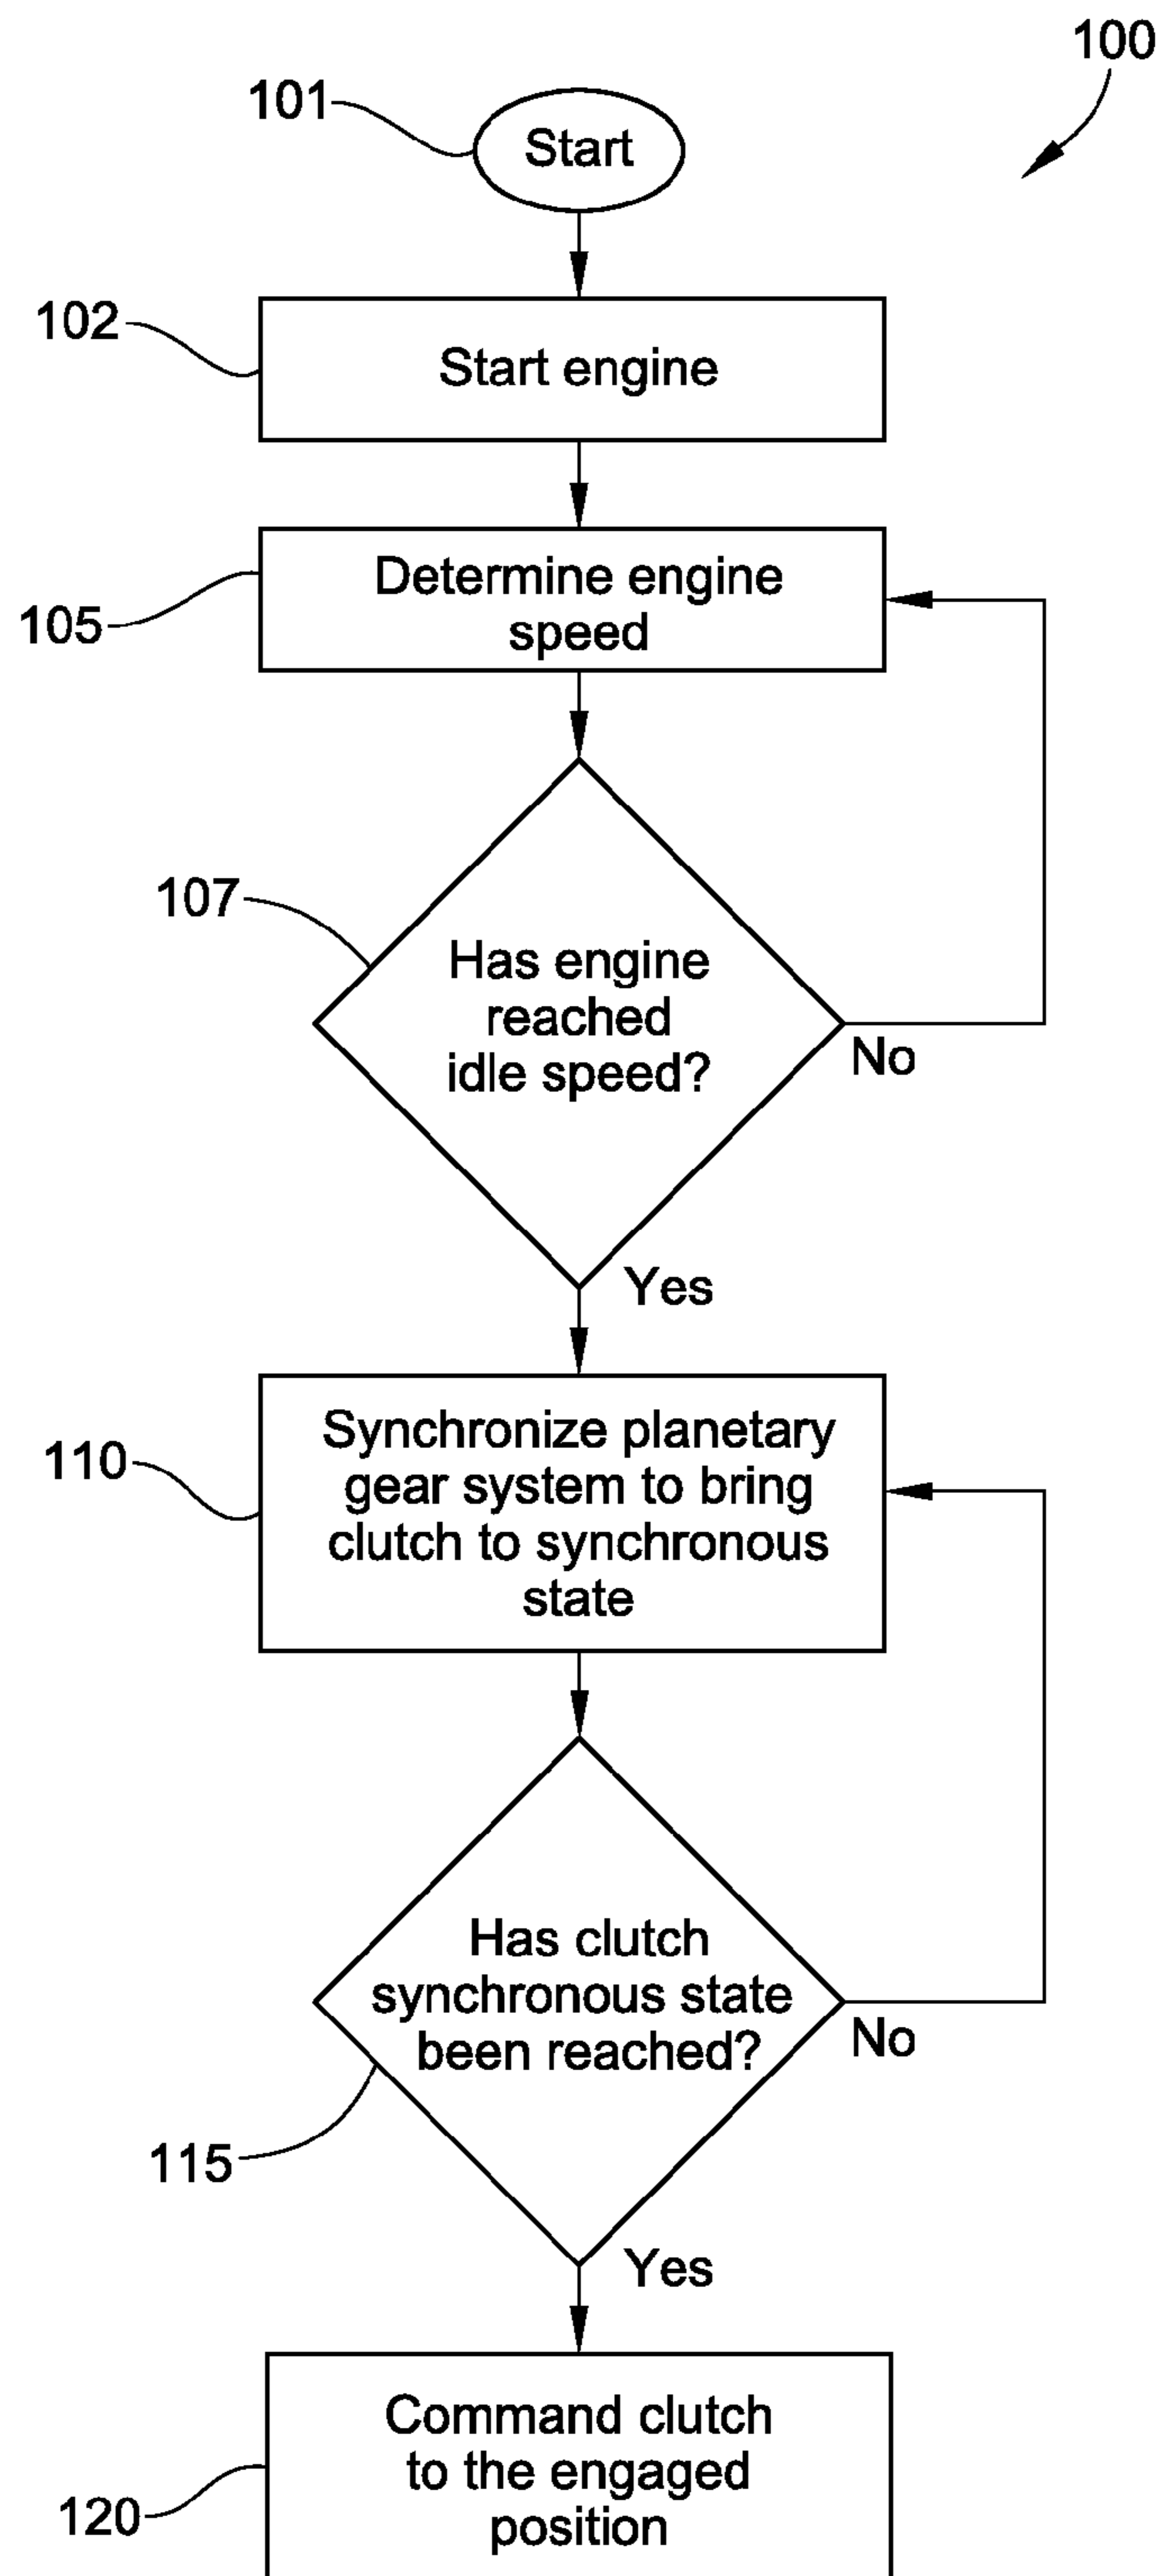 100
101
Start
102
Start engine
105
Determine engine
speed
107
Has engine
reached
idle speed?
No
Yes
110
Synchronize planetary
gear system to bring
clutch to synchronous
state
Has clutch
synchronous state
been reached?
No
115
Yes
120
Command clutch
to the engaged
position